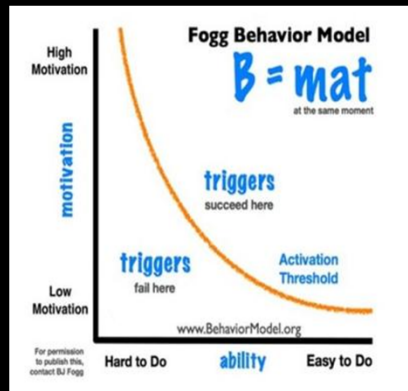 Fogg Behavior Model
B = mat
at the same moment
High
Motivation
motivation
triggers
succeed here
triggers
fail here
Activation
Threshold
Low
Motivation
www.BehaviorModel.org
For permission
to publish this,
contact BJ Fogg
Hard to Do
ability
Easy to Do